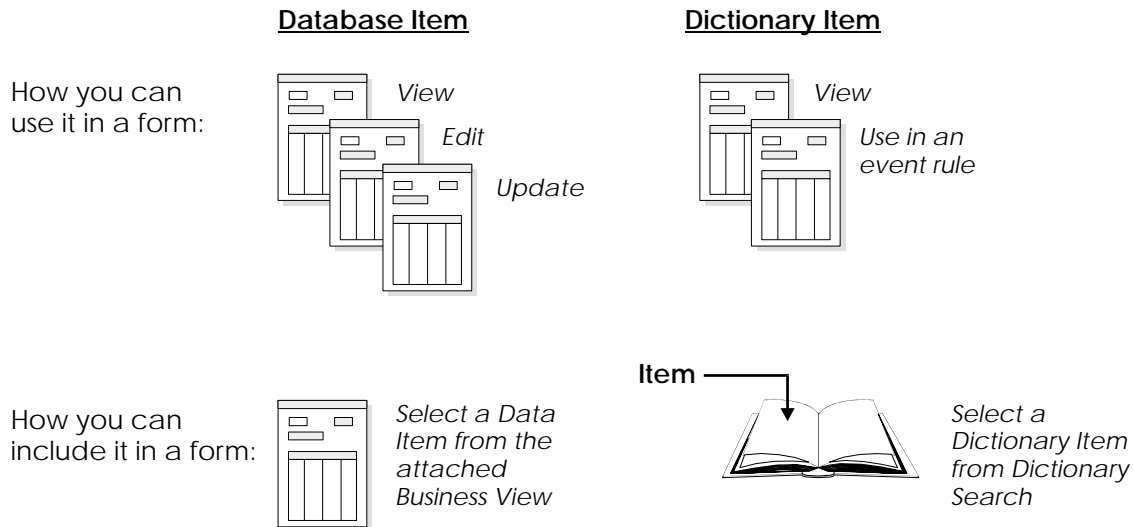 Database Item
Dictionary Item
How you can
use it in a form:
View
Edit
Update
View
Use in an
event rule
How you can
include it in a form:
Select a Data
Item from the
attached
Business View
Item
Select a
Dictionary Item
from Dictionary
Search